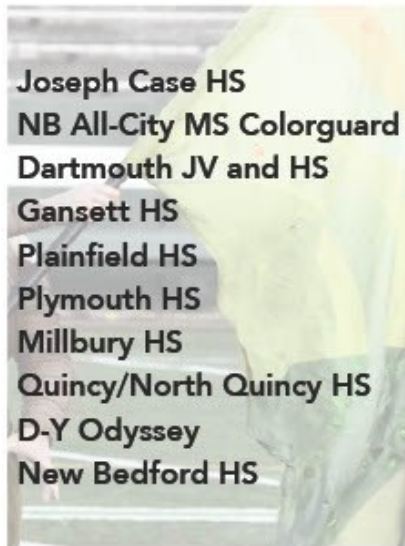 Joseph Case HS
NB All-City MS Colorguard
Dartmouth JV and HS
Gansett HS
Plainfield HS
Plymouth HS
Millbury HS
Quincy/North Quincy HS
D-Y Odyssey
New Bedford HS